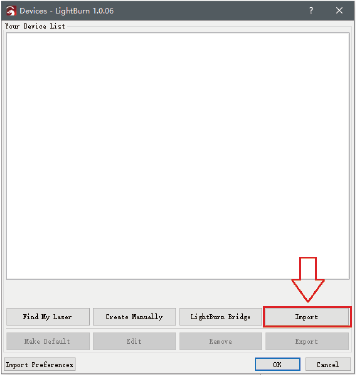 Devices - LightBurn 1.0.06
Your Device List
Find My Laser
Create Manually
LightBurn Bridge
Import
Make Default
Edit
Remove
Export
Import Preferences
OK
Cancel